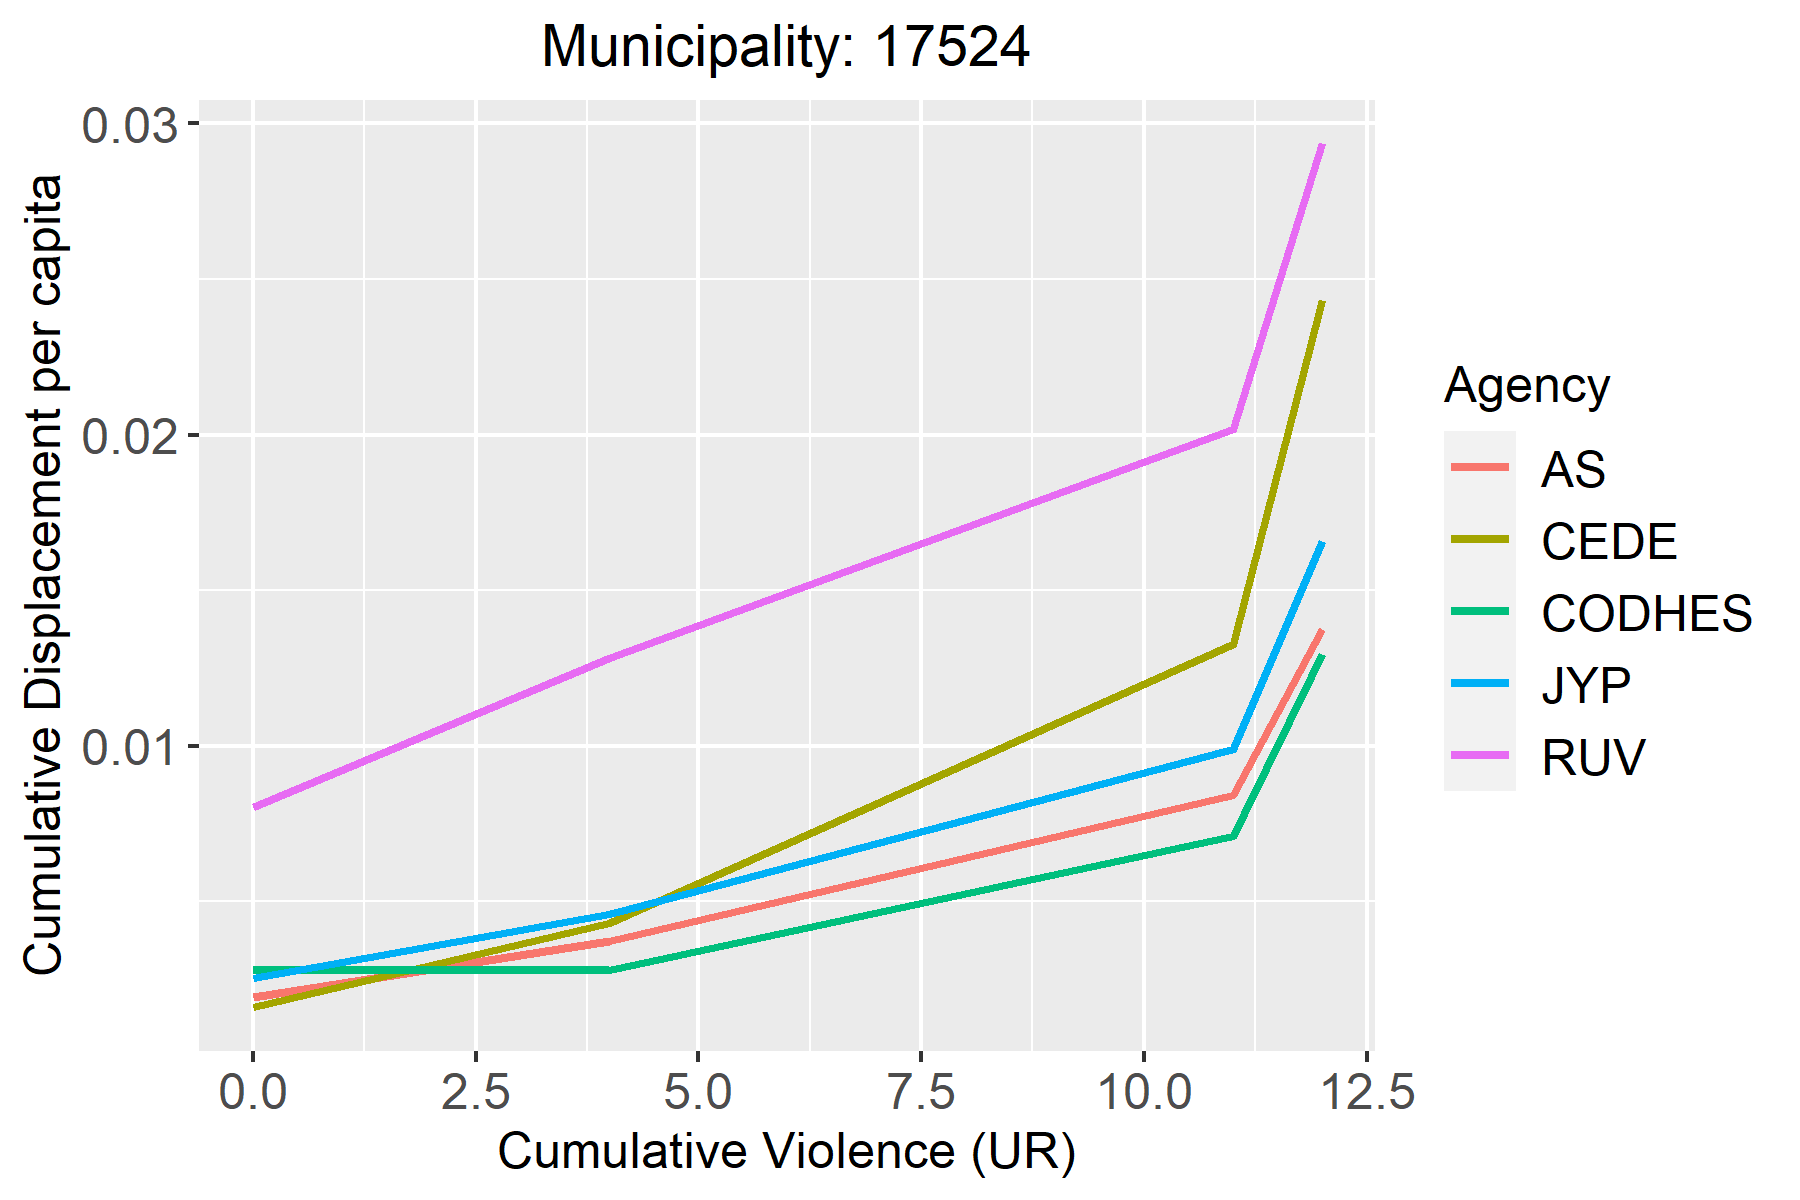 Municipality: 17524
Cumulative Displacement per capita
0.03
0.02
0.01
0.0 2.5 5.0 7.5 10.0 12.5
Cumulative Violence (UR)
Agency
AS
CEDE
CODHES
JYP
RUV